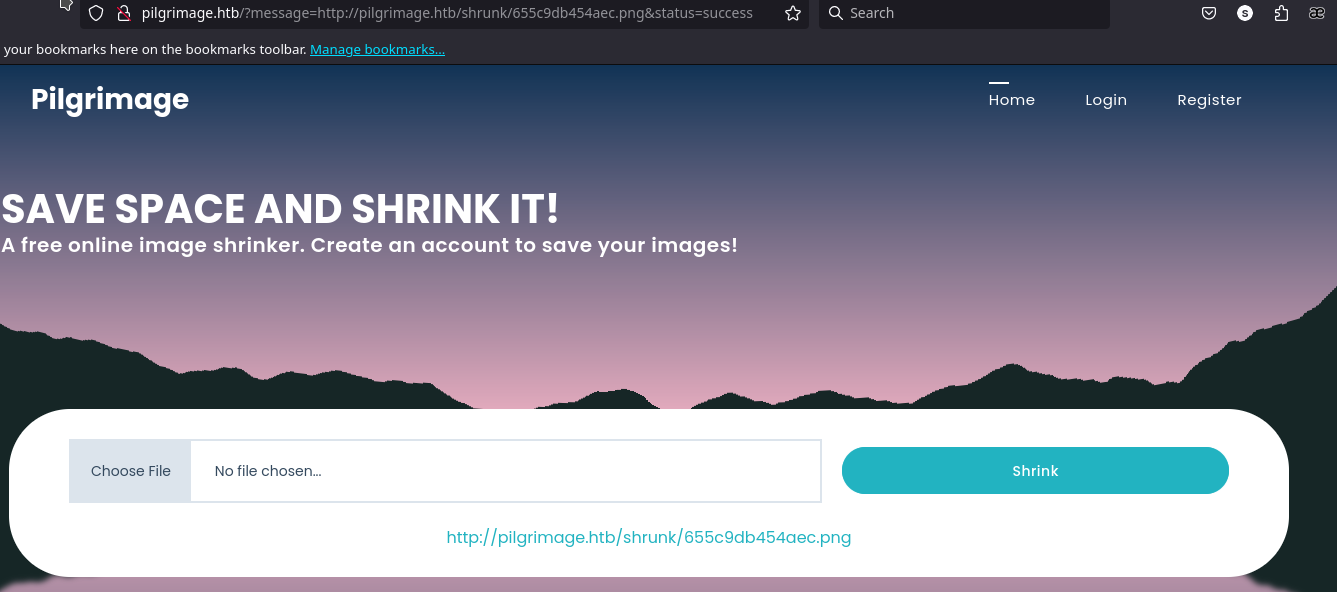 pilgrimage.htb/?message=http://pilgrimage.htb/shrunk/655c9db454aec.png&status=success
Search
S
your bookmarks here on the bookmarks toolbar. Manage bookmarks...
Pilgrimage
Home
Login
Register
SAVE SPACE AND SHRINK IT!
A free online image shrinker. Create an account to save your images!
Choose File
No file chosen...
Shrink
http://pilgrimage.htb/shrunk/655c9db454aec.png